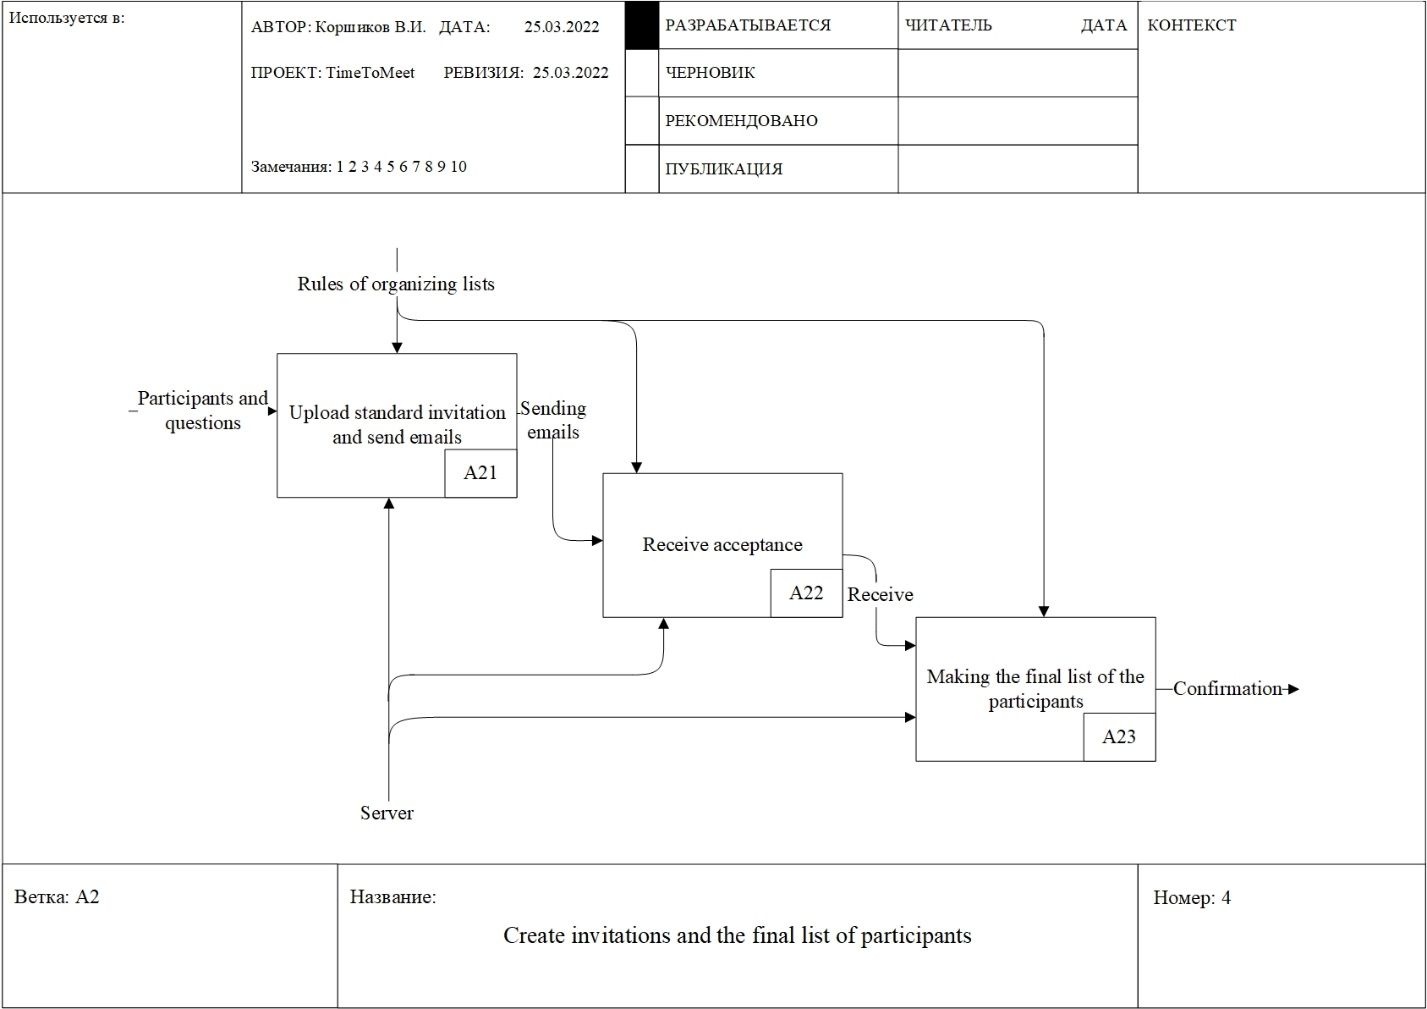 Используется в:
АВТОР: Коршиков В.И. ДАТА: 25.03.2022
ПРОЕКТ: TimeToMeet РЕВИЗИЯ: 25.03.2022
Замечания: 1 2 3 4 5 6 7 8 9 10
РАЗРАБАТЫВАЕТСЯ
ЧЕРНОВИК
РЕКОМЕНДОВАНО
ПУБЛИКАЦИЯ
ЧИТАТЕЛЬ ДАТА
КОНТЕКСТ
Rules of organizing lists
Participants and
questions
Upload standard invitation
and send emails
A21
Sending
emails
Receive acceptance
A22
Receive
Making the final list of the
participants
A23
Confirmation
Server
Ветка: A2
Название:
Create invitations and the final list of participants
Номер: 4